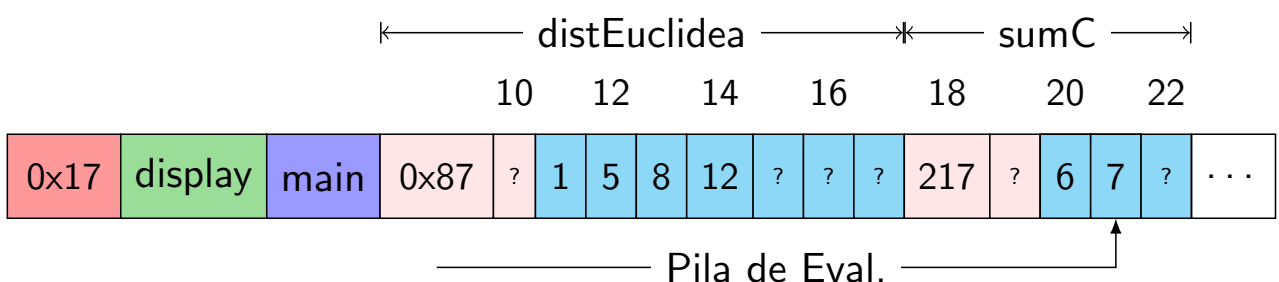 distEuclidea sumC
10 12 14 16 18 20 22
0x17 display main 0x87 ? 1 5 8 12 ? ? ? 217 ? 6 7 ? ...
Pila de Eval.